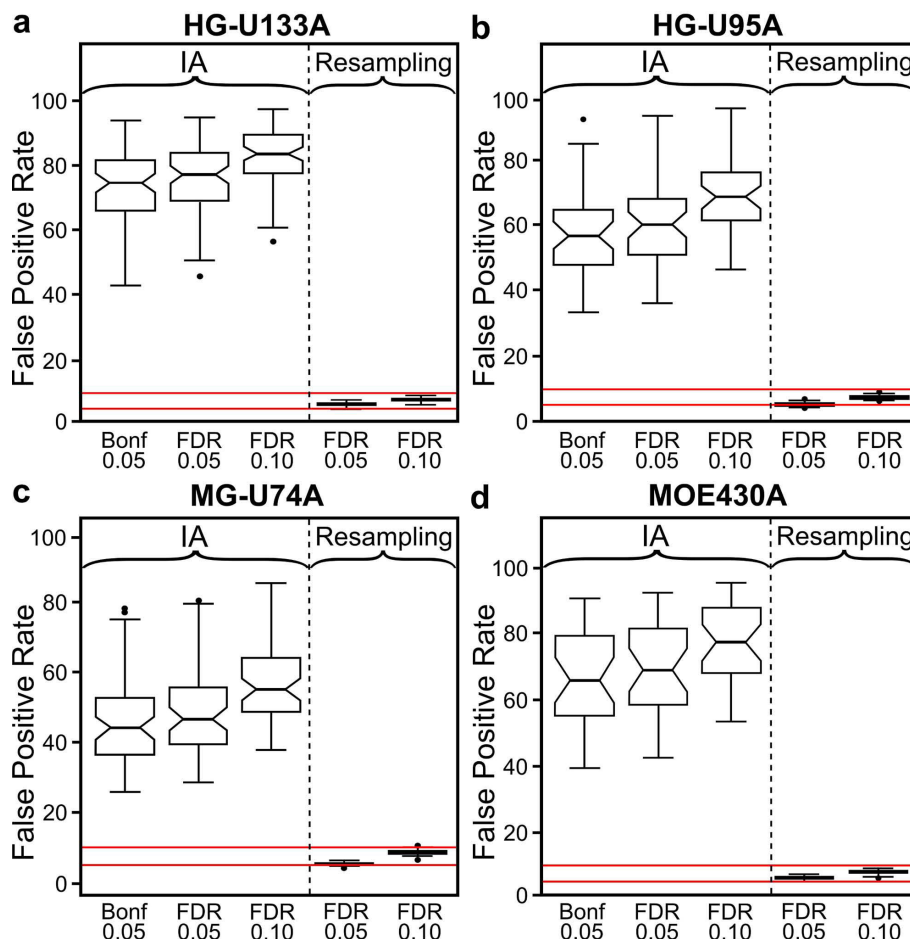 a HG-U133A
IA Resampling
False Positive Rate
100
80
60
40
20
0
Bonf 0.05
FDR 0.05
FDR 0.10
FDR 0.05
FDR 0.10
b HG-U95A
IA Resampling
False Positive Rate
100
80
60
40
20
0
Bonf 0.05
FDR 0.05
FDR 0.10
FDR 0.05
FDR 0.10
c MG-U74A
IA Resampling
False Positive Rate
100
80
60
40
20
0
Bonf 0.05
FDR 0.05
FDR 0.10
FDR 0.05
FDR 0.10
d MOE430A
IA Resampling
False Positive Rate
100
80
60
40
20
0
Bonf 0.05
FDR 0.05
FDR 0.10
FDR 0.05
FDR 0.10